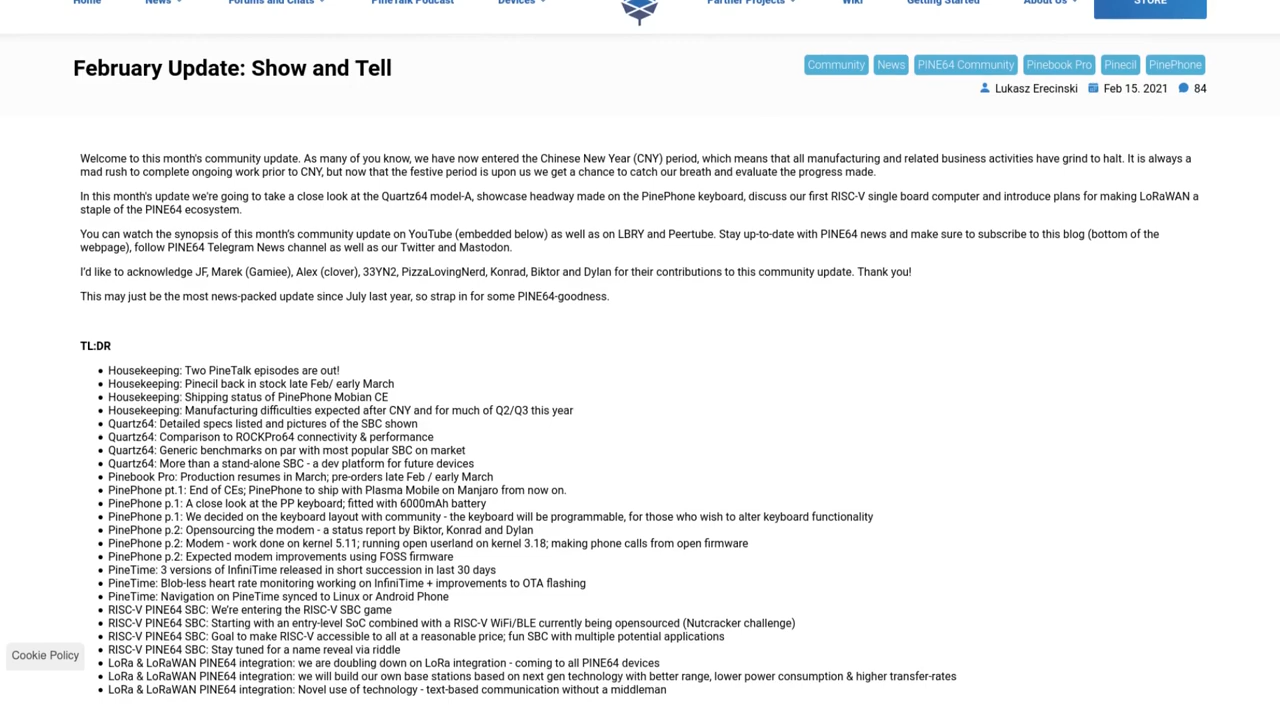 Home News Forums and Chats PineTalk Podcast Devices Partner Projects Wiki Getting Started About Us STORE
February Update: Show and Tell
Community News PINE64 Community Pinebook Pro Pinecil PinePhone
Lukasz Erecinski Feb 15. 2021 84
Welcome to this month's community update. As many of you know, we have now entered the Chinese New Year (CNY) period, which means that all manufacturing and related business activities have grind to halt. It is always a
mad rush to complete ongoing work prior to CNY, but now that the festive period is upon us we get a chance to catch our breath and evaluate the progress made.
In this month's update we're going to take a close look at the Quartz64 model-A, showcase headway made on the PinePhone keyboard, discuss our first RISC-V single board computer and introduce plans for making LoRaWAN a
staple of the PINE64 ecosystem.
You can watch the synopsis of this month's community update on YouTube (embedded below) as well as on LBRY and Peertube. Stay up-to-date with PINE64 news and make sure to subscribe to this blog (bottom of the
webpage), follow PINE64 Telegram News channel as well as our Twitter and Mastodon.
I'd like to acknowledge JF, Marek (Gamiee), Alex (clover), 33YN2, PizzaLovingNerd, Konrad, Biktor and Dylan for their contributions to this community update. Thank you!
This may just be the most news-packed update since July last year, so strap in for some PINE64-goodness.
TL:DR
• Housekeeping: Two PineTalk episodes are out!
• Housekeeping: Pinecil back in stock late Feb/ early March
• Housekeeping: Shipping status of PinePhone Mobian CE
• Housekeeping: Manufacturing difficulties expected after CNY and for much of Q2/Q3 this year
• Quartz64: Detailed specs listed and pictures of the SBC shown
• Quartz64: Comparison to ROCKPro64 connectivity & performance
• Quartz64: Generic benchmarks on par with most popular SBC on market
• Quartz64: More than a stand-alone SBC - a dev platform for future devices
• Pinebook Pro: Production resumes in March; pre-orders late Feb / early March
• PinePhone pt.1: End of CEs; PinePhone to ship with Plasma Mobile on Manjaro from now on.
• PinePhone p.1: A close look at the PP keyboard; fitted with 6000mAh battery
• PinePhone p.1: We decided on the keyboard layout with community - the keyboard will be programmable, for those who wish to alter keyboard functionality
• PinePhone p.2: Opensourcing the modem - a status report by Biktor, Konrad and Dylan
• PinePhone p.2: Modem - work done on kernel 5.11; running open userland on kernel 3.18; making phone calls from open firmware
• PinePhone p.2: Expected modem improvements using FOSS firmware
• PineTime: 3 versions of InfiniTime released in short succession in last 30 days
• PineTime: Blob-less heart rate monitoring working on InfiniTime + improvements to OTA flashing
• PineTime: Navigation on PineTime synced to Linux or Android Phone
• RISC-V PINE64 SBC: We're entering the RISC-V SBC game
• RISC-V PINE64 SBC: Starting with an entry-level SoC combined with a RISC-V WiFi/BLE currently being opensourced (Nutcracker challenge)
• RISC-V PINE64 SBC: Goal to make RISC-V accessible to all at a reasonable price; fun SBC with multiple potential applications
• RISC-V PINE64 SBC: Stay tuned for a name reveal via riddle
• LoRa & LoRaWAN PINE64 integration: we are doubling down on LoRa integration - coming to all PINE64 devices
• LoRa & LoRaWAN PINE64 integration: we will build our own base stations based on next gen technology with better range, lower power consumption & higher transfer-rates
• LoRa & LoRaWAN PINE64 integration: Novel use of technology - text-based communication without a middleman
Cookie Policy